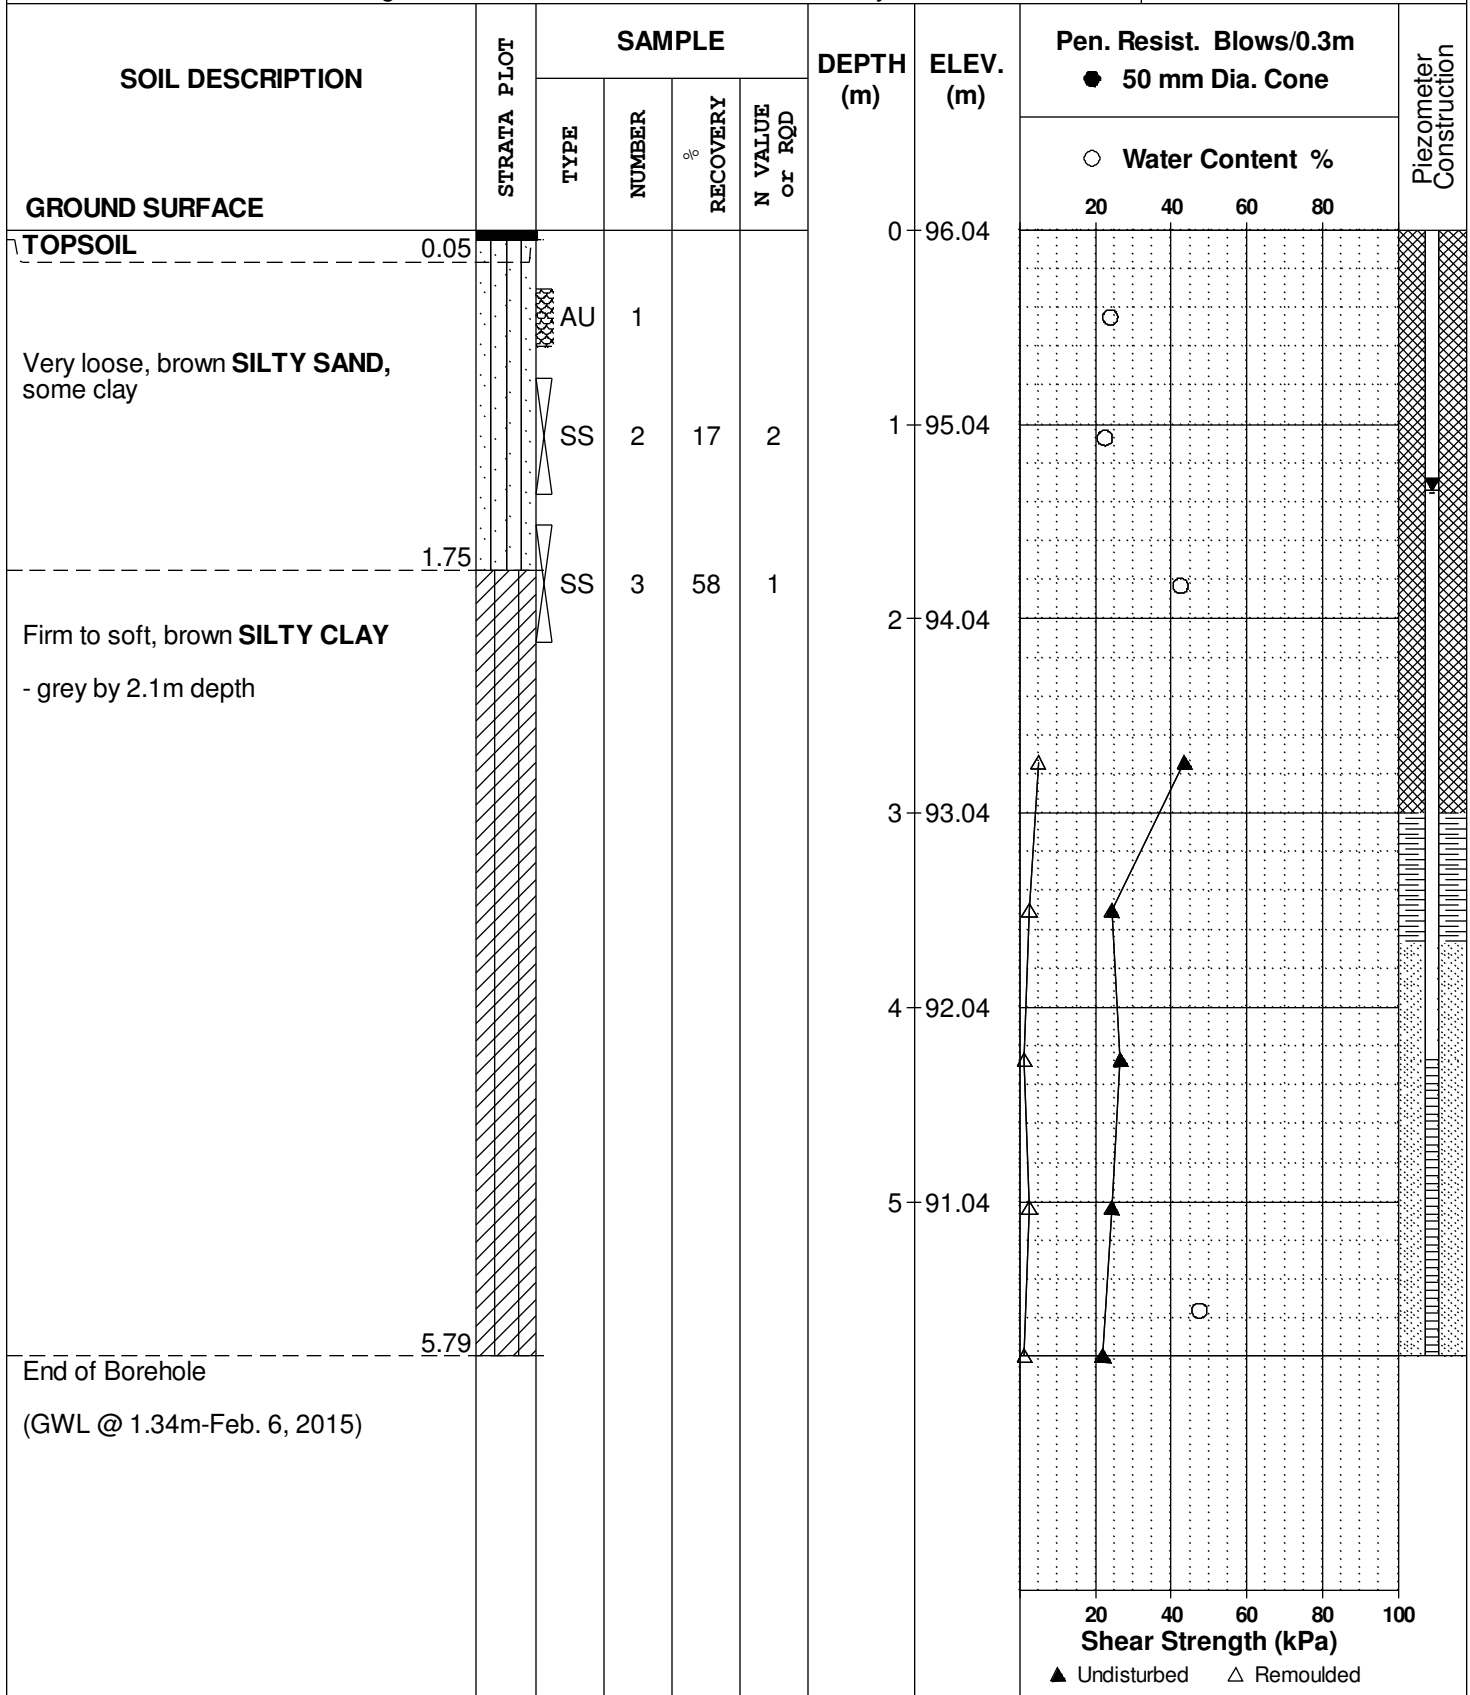 SOIL DESCRIPTION
GROUND SURFACE
STRATA PLOT
SAMPLE
TYPE
NUMBER
% RECOVERY
N VALUE or RQD
DEPTH (m)
ELEV. (m)
Pen. Resist. Blows/0.3m
50 mm Dia. Cone
Water Content %
20 40 60 80
Piezometer Construction
TOPSOIL 0.05
0 96.04
AU 1
Very loose, brown SILTY SAND,
some clay
SS 2 17 2
1 95.04
1.75
SS 3 58 1
2 94.04
Firm to soft, brown SILTY CLAY
- grey by 2.1m depth
3 93.04
4 92.04
5 91.04
5.79
End of Borehole
(GWL @ 1.34m-Feb. 6, 2015)
20 40 60 80 100
Shear Strength (kPa)
Undisturbed Remoulded